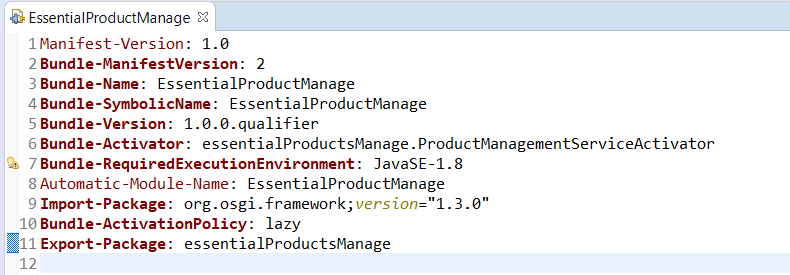 EssentialProductManage
1 Manifest-Version: 1.0
2 Bundle-ManifestVersion: 2
3 Bundle-Name: EssentialProductManage
4 Bundle-SymbolicName: EssentialProductManage
5 Bundle-Version: 1.0.0.qualifier
6 Bundle-Activator: essentialProductsManage.ProductManagementServiceActivator
7 Bundle-RequiredExecutionEnvironment: JavaSE-1.8
8 Automatic-Module-Name: EssentialProductManage
9 Import-Package: org.osgi.framework;version="1.3.0"
10 Bundle-ActivationPolicy: lazy
11 Export-Package: essentialProductsManage
12